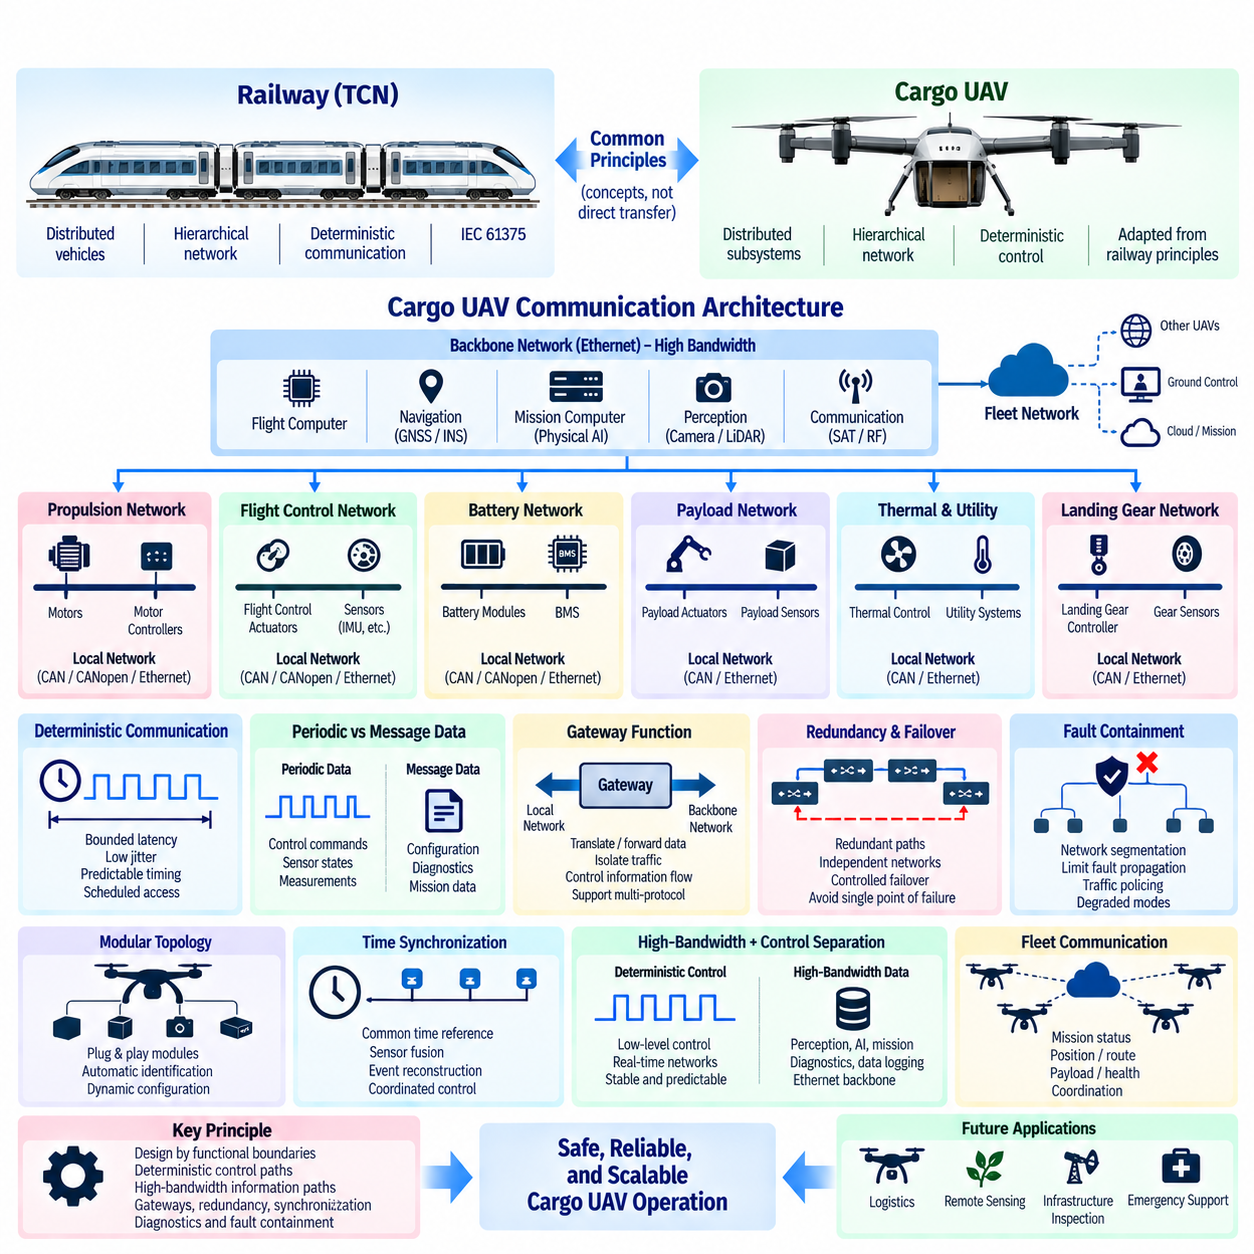 Railway (TCN)
Distributed
vehicles
Hierarchical
network
Deterministic
communication
IEC 61375
Common
Principles
(concepts, not
direct transfer)
Cargo UAV
Distributed
subsystems
Hierarchical
network
Deterministic
control
Adapted from
railway principles
Cargo UAV Communication Architecture
Backbone Network (Ethernet) – High Bandwidth
Flight Computer
Navigation
(GNSS / INS)
Mission Computer
(Physical AI)
Perception
(Camera / LiDAR)
Communication
(SAT / RF)
Fleet Network
Other UAVs
Ground Control
Cloud / Mission
Propulsion Network
Motors
Motor
Controllers
Local Network
(CAN / CANopen / Ethernet)
Flight Control Network
Flight Control
Actuators
Sensors
(IMU, etc.)
Local Network
(CAN / CANopen / Ethernet)
Battery Network
BMS
Battery Modules
BMS
Local Network
(CAN / CANopen / Ethernet)
Payload Network
Payload Actuators
Payload Sensors
Local Network
(CAN / Ethernet)
Thermal & Utility
Thermal Control
Utility Systems
Local Network
(CAN / Ethernet)
Landing Gear Network
Landing Gear
Controller
Gear Sensors
Local Network
(CAN / Ethernet)
Deterministic Communication
Bounded latency
Low jitter
Predictable timing
Scheduled access
Periodic vs Message Data
Periodic Data
Control commands
Sensor states
Measurements
Message Data
Configuration
Diagnostics
Mission data
Gateway Function
Gateway
Local
Network
Backbone
Network
Translate / forward data
Isolate traffic
Control information flow
Support multi-protocol
Redundancy & Failover
Redundant paths
Independent networks
Controlled failover
Avoid single point of failure
Fault Containment
Network segmentation
Limit fault propagation
Traffic policing
Degraded modes
Modular Topology
Plug & play modules
Automatic identification
Dynamic configuration
Time Synchronization
Common time reference
Sensor fusion
Event reconstruction
Coordinated control
High-Bandwidth + Control Separation
Deterministic Control
Low-level control
Real-time networks
Stable and predictable
High-Bandwidth Data
Perception, AI, mission
Diagnostics, data logging
Ethernet backbone
Fleet Communication
Mission status
Position / route
Payload / health
Coordination
Key Principle
Design by functional boundaries
Deterministic control paths
High-bandwidth information paths
Gateways, redundancy, synchronization
Diagnostics and fault containment
Safe, Reliable,
and Scalable
Cargo UAV Operation
Future Applications
Logistics
Remote Sensing
Infrastructure
Inspection
Emergency Support